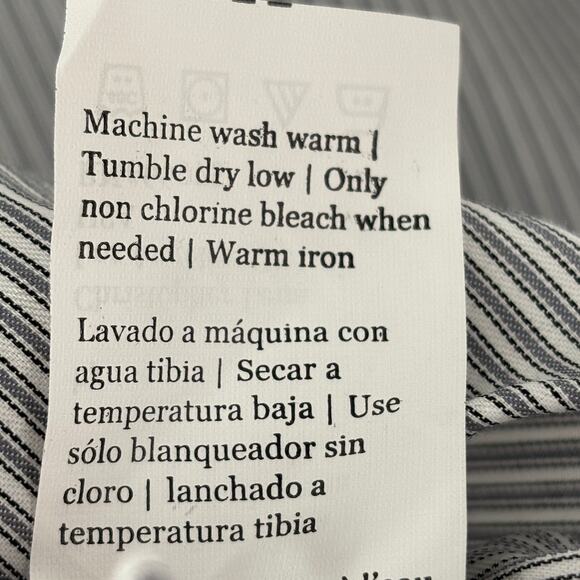 Machine wash warm |
Tumble dry low | Only
non chlorine bleach when
needed | Warm iron
Lavado a máquina con
agua tibia | Secar a
temperatura baja | Use
sólo blanqueador sin
cloro | lanchado a
temperatura tibia